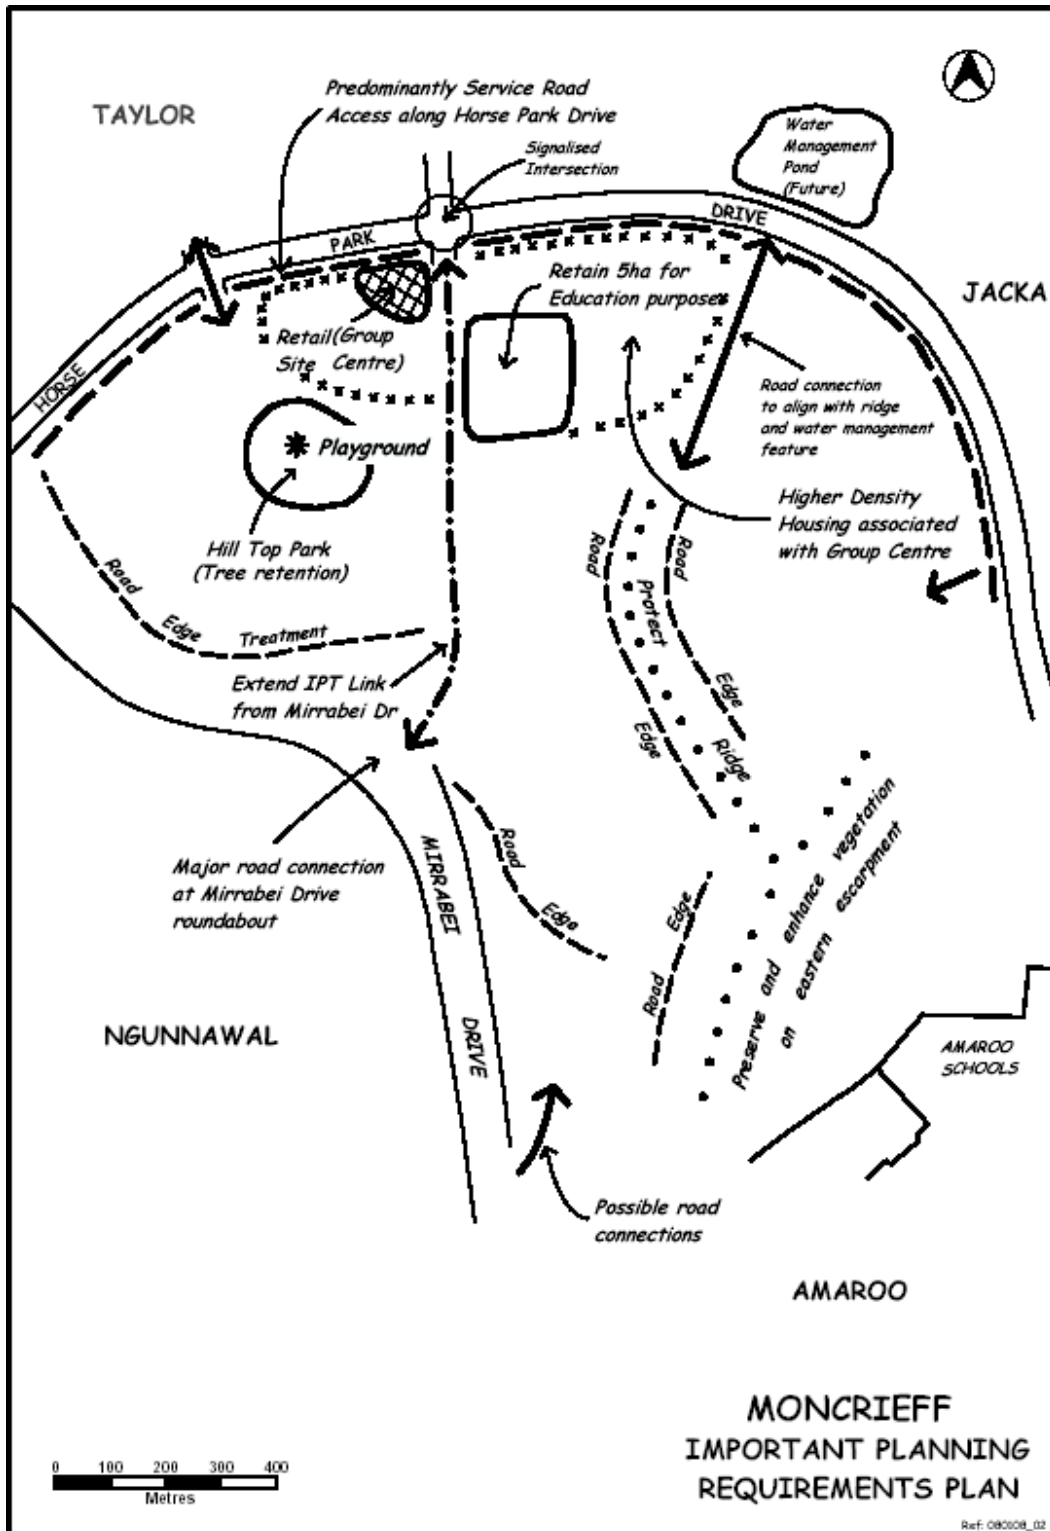 TAYLOR
Predominantly Service Road
Access along Horse Park Drive
Signalised
Intersection
Water
Management
Pond
(Future)
HORSE
PARK
DRIVE
JACKA
Retain 5ha for
Education purposes
Retail(Group
Site Centre)
Road connection
to align with ridge
and water management
feature
Playground
Higher Density
Housing associated
with Group Centre
Hill Top Park
(Tree retention)
Road
Edge
Treatment
Road
Edge
Road
Edge
Protect
Ridge
Extend IPT Link
from Mirrabei Dr
Major road connection
at Mirrabei Drive
roundabout
MIRRABEI
DRIVE
Road
Edge
Road
Edge
Preserve and enhance vegetation
on eastern escarpment
NGUNNAWAL
AMAROO
SCHOOLS
Possible road
connections
AMAROO
MONCRIEFF
IMPORTANT PLANNING
REQUIREMENTS PLAN
0 100 200 300 400
Metres
Ref: 080108_02